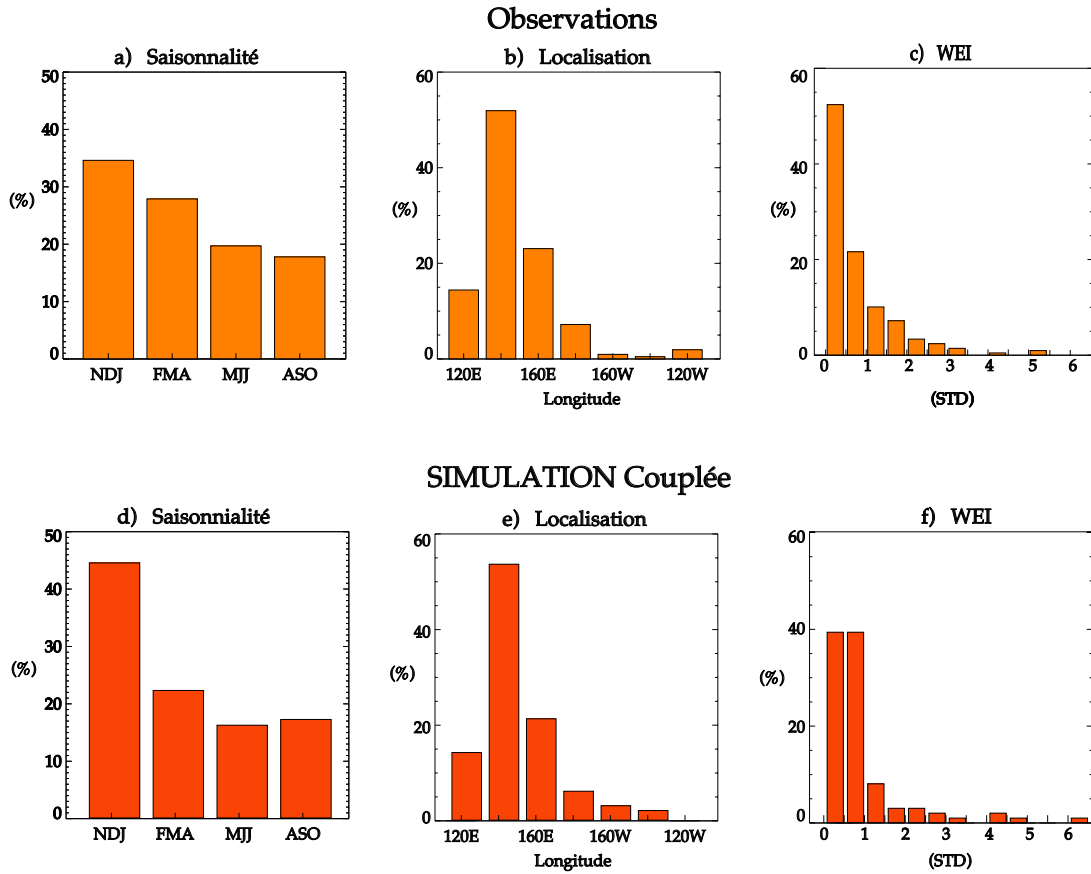 Observations
a) Saisonnalité
50
40
30
20
10
0
(%)
NDJ FMA MJJ ASO
b) Localisation
60
40
20
0
(%)
120E 160E 160W 120W
Longitude
c) WEI
60
40
20
0
(%)
0 1 2 3 4 5 6
(STD)
SIMULATION Couplée
d) Saisonnialité
50
40
30
20
10
0
(%)
NDJ FMA MJJ ASO
e) Localisation
60
40
20
0
(%)
120E 160E 160W 120W
Longitude
f) WEI
60
40
20
0
(%)
0 1 2 3 4 5 6
(STD)